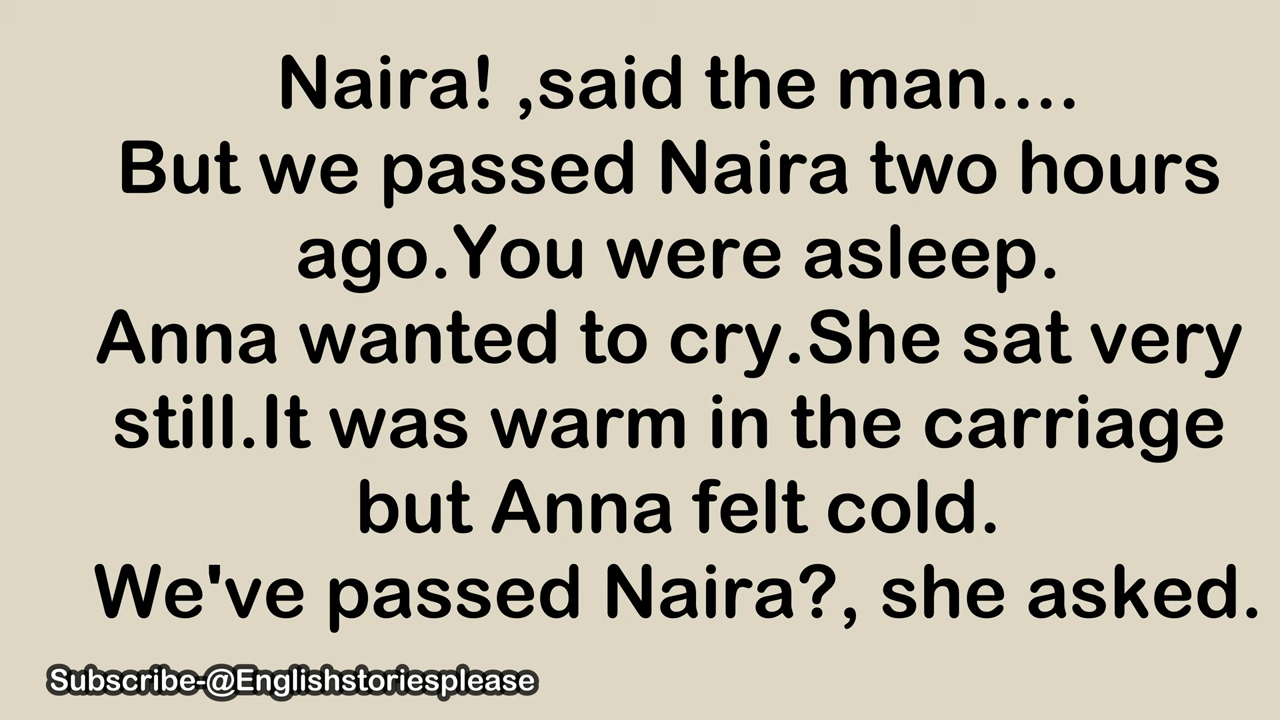 Naira! ,said the man....
But we passed Naira two hours
ago.You were asleep.
Anna wanted to cry.She sat very
still.It was warm in the carriage
but Anna felt cold.
We've passed Naira?, she asked.
Subscribe-@Englishstoriesplease